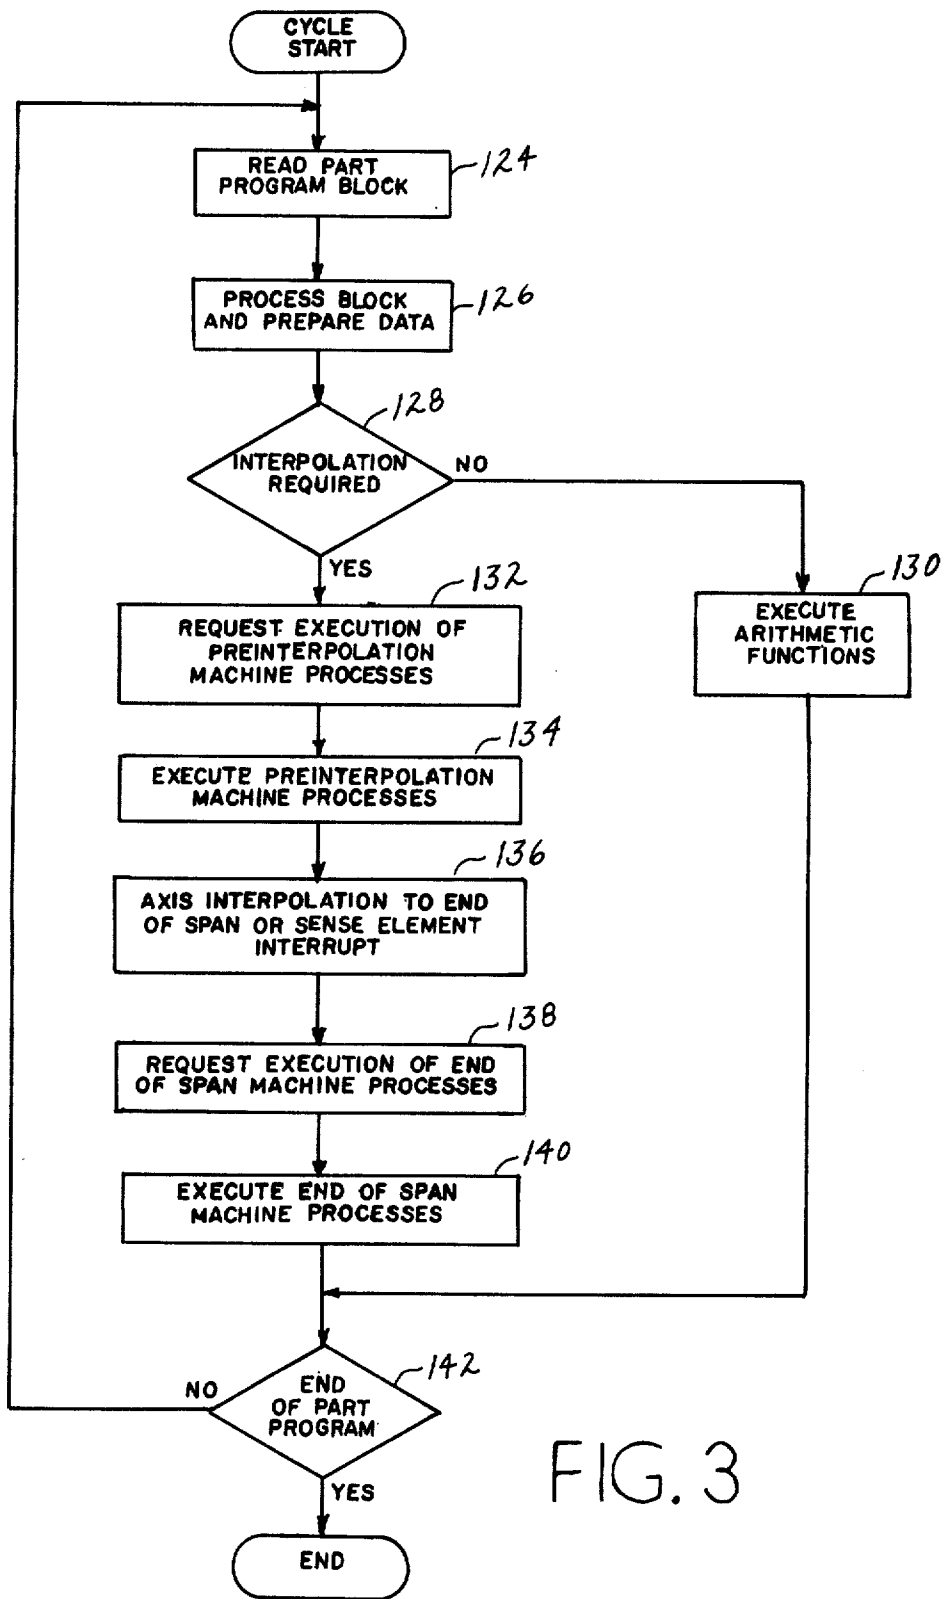 CYCLE
START
READ PART
PROGRAM BLOCK
124
PROCESS BLOCK
AND PREPARE DATA
126
128
INTERPOLATION
REQUIRED
NO
YES
132
REQUEST EXECUTION OF
PREINTERPOLATION
MACHINE PROCESSES
130
EXECUTE
ARITHMETIC
FUNCTIONS
134
EXECUTE PREINTERPOLATION
MACHINE PROCESSES
136
AXIS INTERPOLATION TO END
OF SPAN OR SENSE ELEMENT
INTERRUPT
138
REQUEST EXECUTION OF END
OF SPAN MACHINE PROCESSES
140
EXECUTE END OF SPAN
MACHINE PROCESSES
142
NO
END
OF PART
PROGRAM
YES
END
FIG. 3